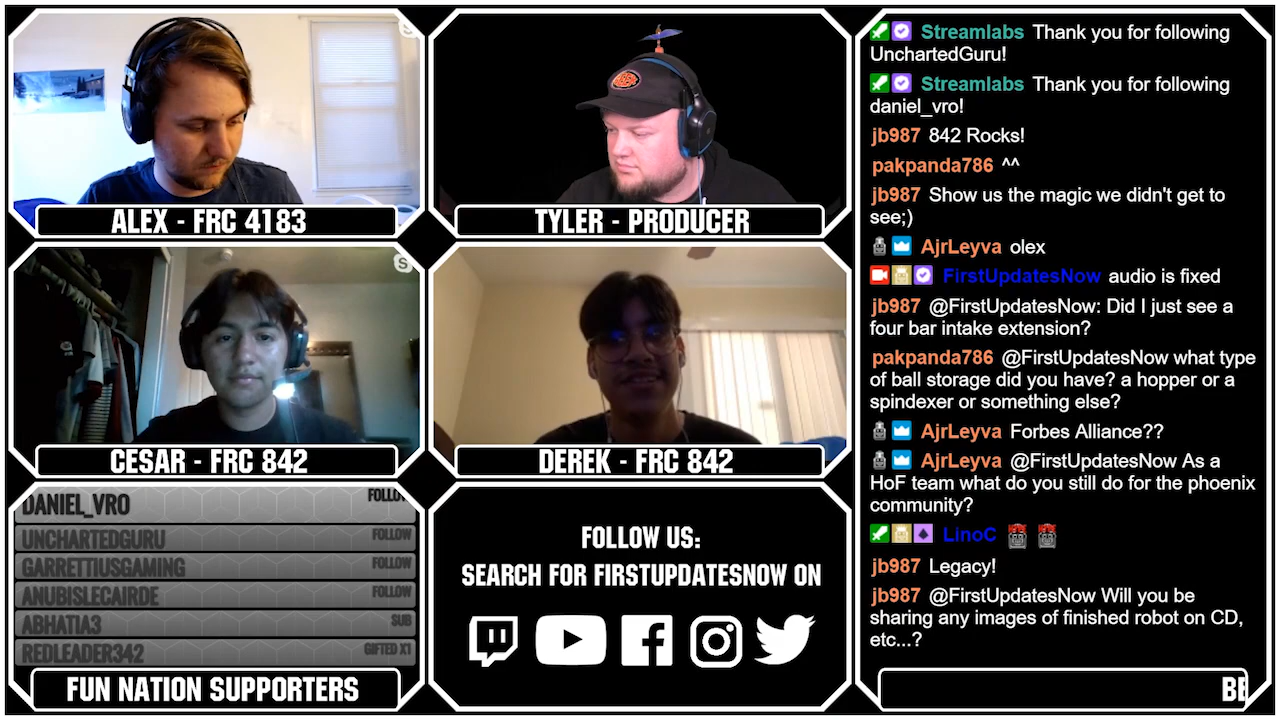 ALEX - FRC 4183
TYLER - PRODUCER
CESAR - FRC 842
DEREK - FRC 842
DANIEL_VRO FOLLOW
UNCHARTEDGURU FOLLOW
GARRETTIUSGAMING FOLLOW
ANUBISLECAIRDE FOLLOW
ABHATIA3 SUB
REDLEADER342 GIFTED X1
FUN NATION SUPPORTERS
FOLLOW US:
SEARCH FOR FIRSTUPDATESNOW ON
Streamlabs Thank you for following
UnchartedGuru!
Streamlabs Thank you for following
daniel_vro!
jb987 842 Rocks!
pakpanda786 ^^
jb987 Show us the magic we didn't get to
see;)
AjrLeyva olex
FirstUpdatesNow audio is fixed
jb987 @FirstUpdatesNow: Did I just see a
four bar intake extension?
pakpanda786 @FirstUpdatesNow what type
of ball storage did you have? a hopper or a
spindexer or something else?
AjrLeyva Forbes Alliance??
AjrLeyva @FirstUpdatesNow As a
HoF team what do you still do for the phoenix
community?
LinoC
jb987 Legacy!
jb987 @FirstUpdatesNow Will you be
sharing any images of finished robot on CD,
etc...?